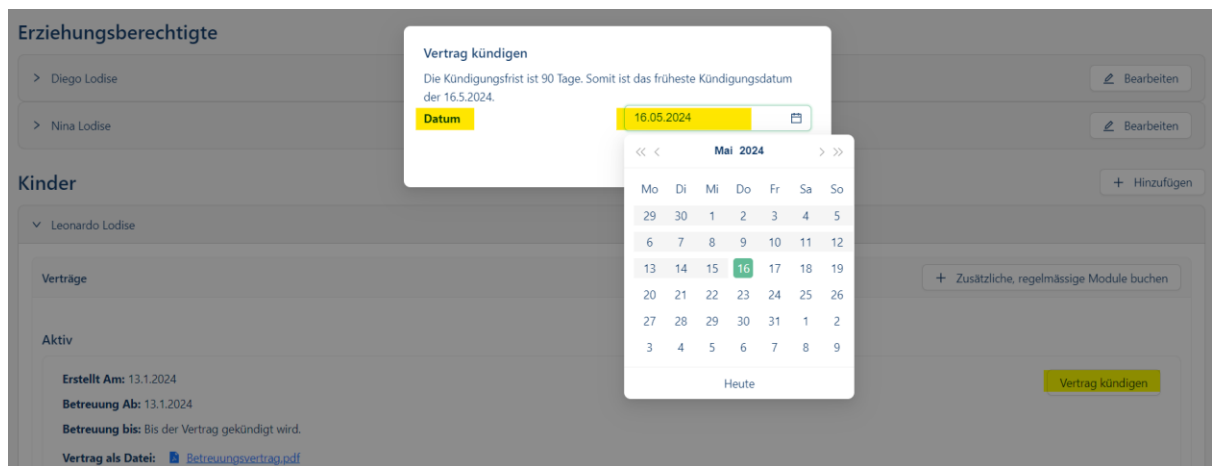 Erziehungsberechtigte
Diego Lodise
Bearbeiten
Nina Lodise
Bearbeiten
Vertrag kündigen
Die Kündigungsfrist ist 90 Tage. Somit ist das früheste Kündigungsdatum
der 16.5.2024.
Datum 16.05.2024
Mai 2024
Mo Di Mi Do Fr Sa So
29 30 1 2 3 4 5
6 7 8 9 10 11 12
13 14 15 16 17 18 19
20 21 22 23 24 25 26
27 28 29 30 31 1 2
3 4 5 6 7 8 9
Heute
Kinder
+ Hinzufügen
Leonardo Lodise
Verträge
+ Zusätzliche, regelmässige Module buchen
Aktiv
Erstellt Am: 13.1.2024
Vertrag kündigen
Betreuung Ab: 13.1.2024
Betreuung bis: Bis der Vertrag gekündigt wird.
Vertrag als Datei: Betreuungsvertrag.pdf